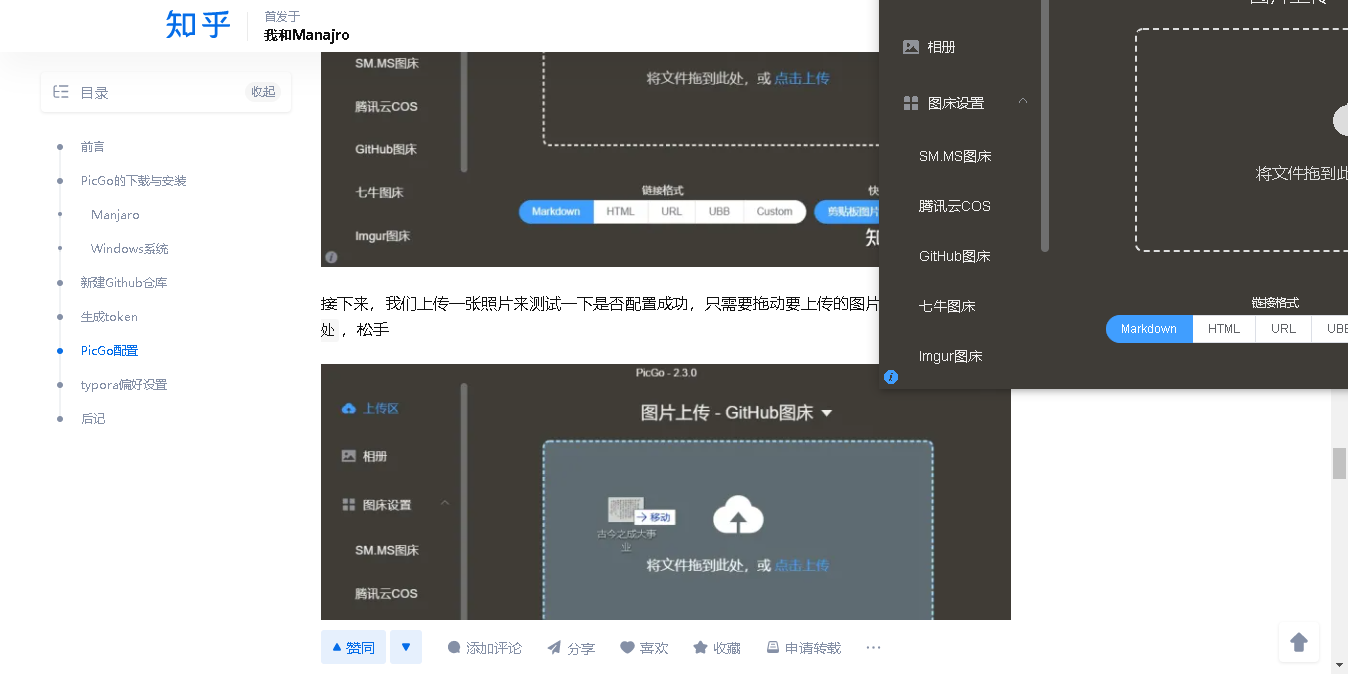 知乎
首发于
我和Manajro
目录
收起
前言
PicGo的下载与安装
Manjaro
Windows系统
新建Github仓库
生成token
PicGo配置
typora偏好设置
后记
SM.MS图床
腾讯云COS
GitHub图床
七牛图床
Imgur图床
将文件拖到此处，或 点击上传
链接格式
快
Markdown HTML URL UBB Custom 剪贴板图片
知
接下来，我们上传一张照片来测试一下是否配置成功，只需要拖动要上传的图片
处 ，松手
PicGo - 2.3.0
上传区
相册
图床设置
SM.MS图床
腾讯云COS
图片上传 - GitHub图床
移动
古今之成大事
业
将文件拖到此处，或 点击上传
赞同
添加评论
分享
喜欢
收藏
申请转载
图片上传
相册
图床设置
SM.MS图床
腾讯云COS
GitHub图床
七牛图床
Imgur图床
将文件拖到此
链接格式
Markdown HTML URL UBB